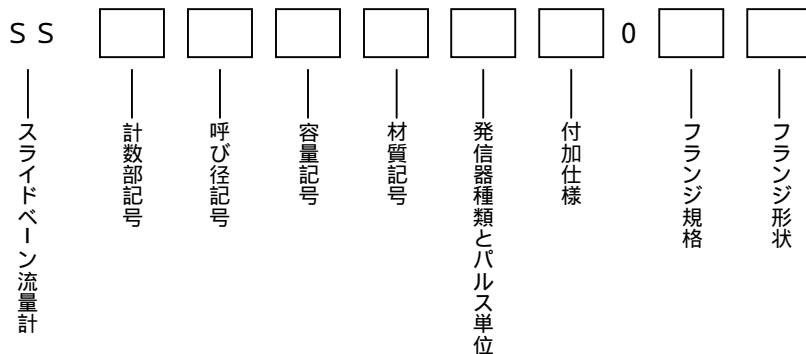 ＳＳ 0
スライドベーン流量計
計数部記号
呼び径記号
容量記号
材質記号
発信器種類とパルス単位
付加仕様
フランジ規格
フランジ形状